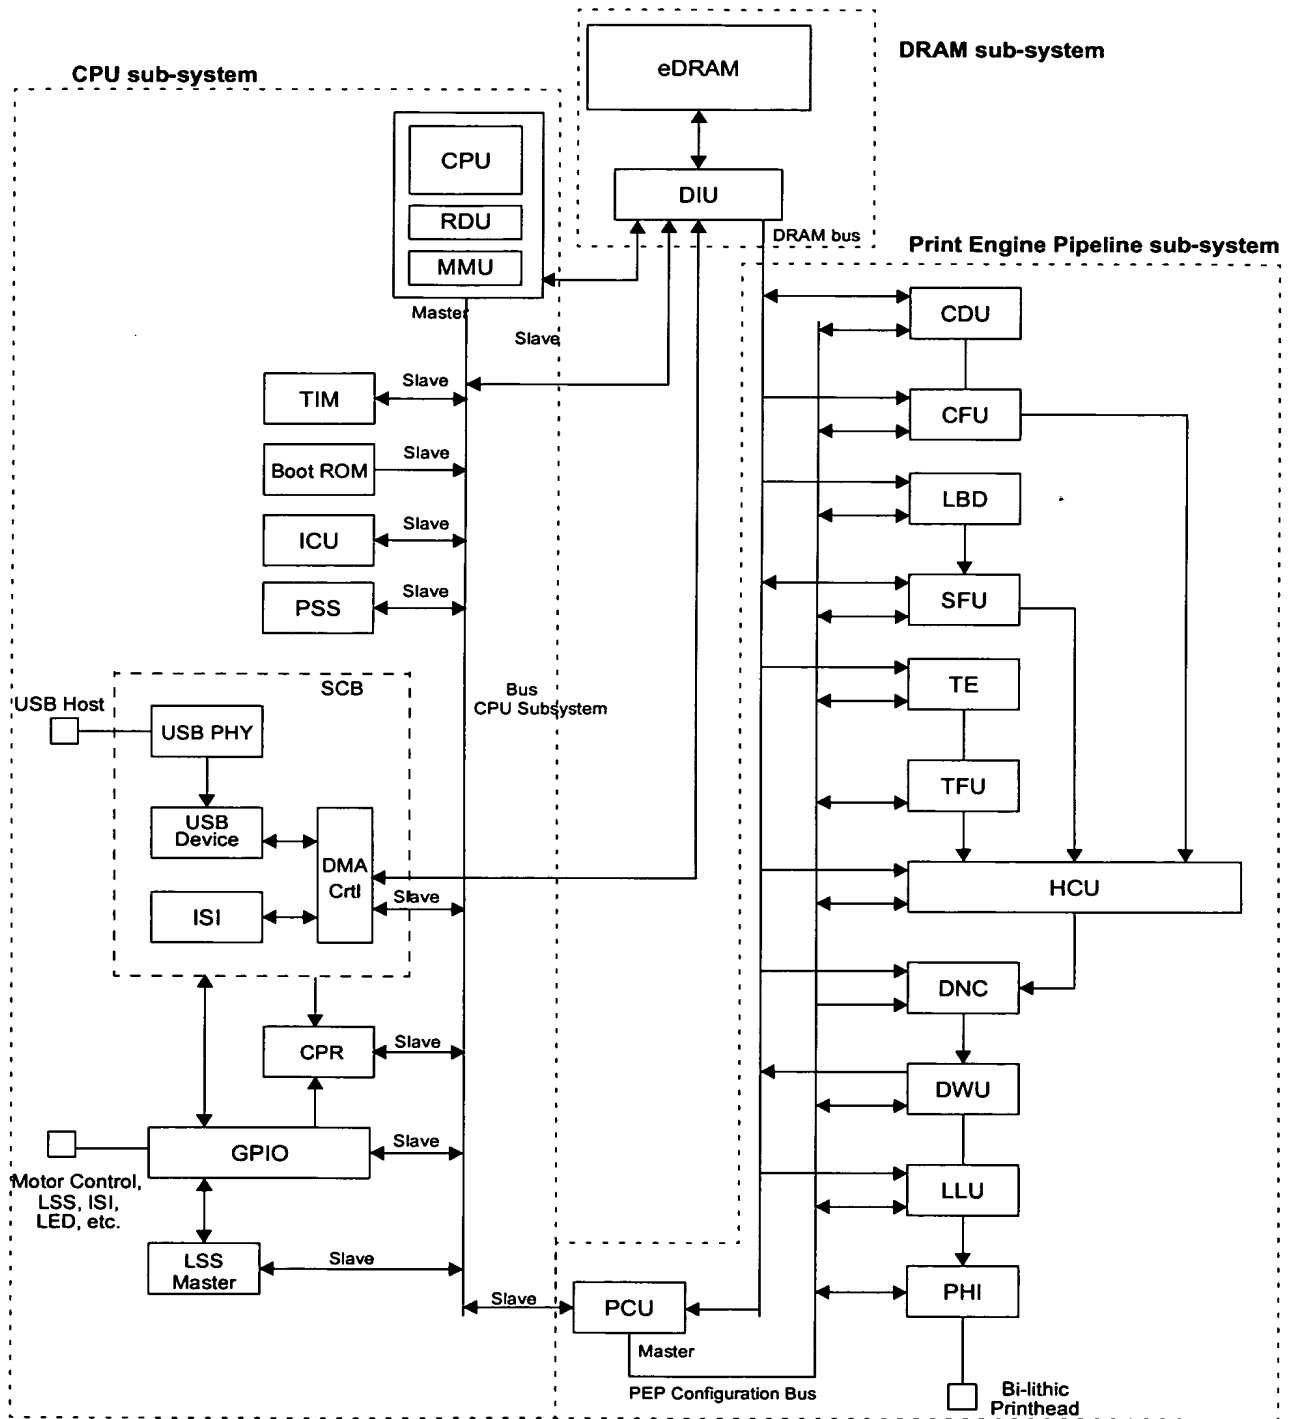 DRAM sub-system
CPU sub-system
eDRAM
CPU
RDU
MMU
DIU
DRAM bus
Print Engine Pipeline sub-system
Master
Slave
CDU
TIM
Slave
CFU
Boot ROM
Slave
LBD
ICU
Slave
PSS
Slave
SFU
SCB
USB Host
USB PHY
Bus
CPU Subsystem
TE
USB
Device
TFU
DMA
Crtl
Slave
HCU
ISI
DNC
CPR
Slave
DWU
GPIO
Slave
Motor Control,
LSS, ISI,
LED, etc.
LLU
LSS
Master
Slave
Slave
PCU
PHI
Master
PEP Configuration Bus
Bi-lithic
Printhead